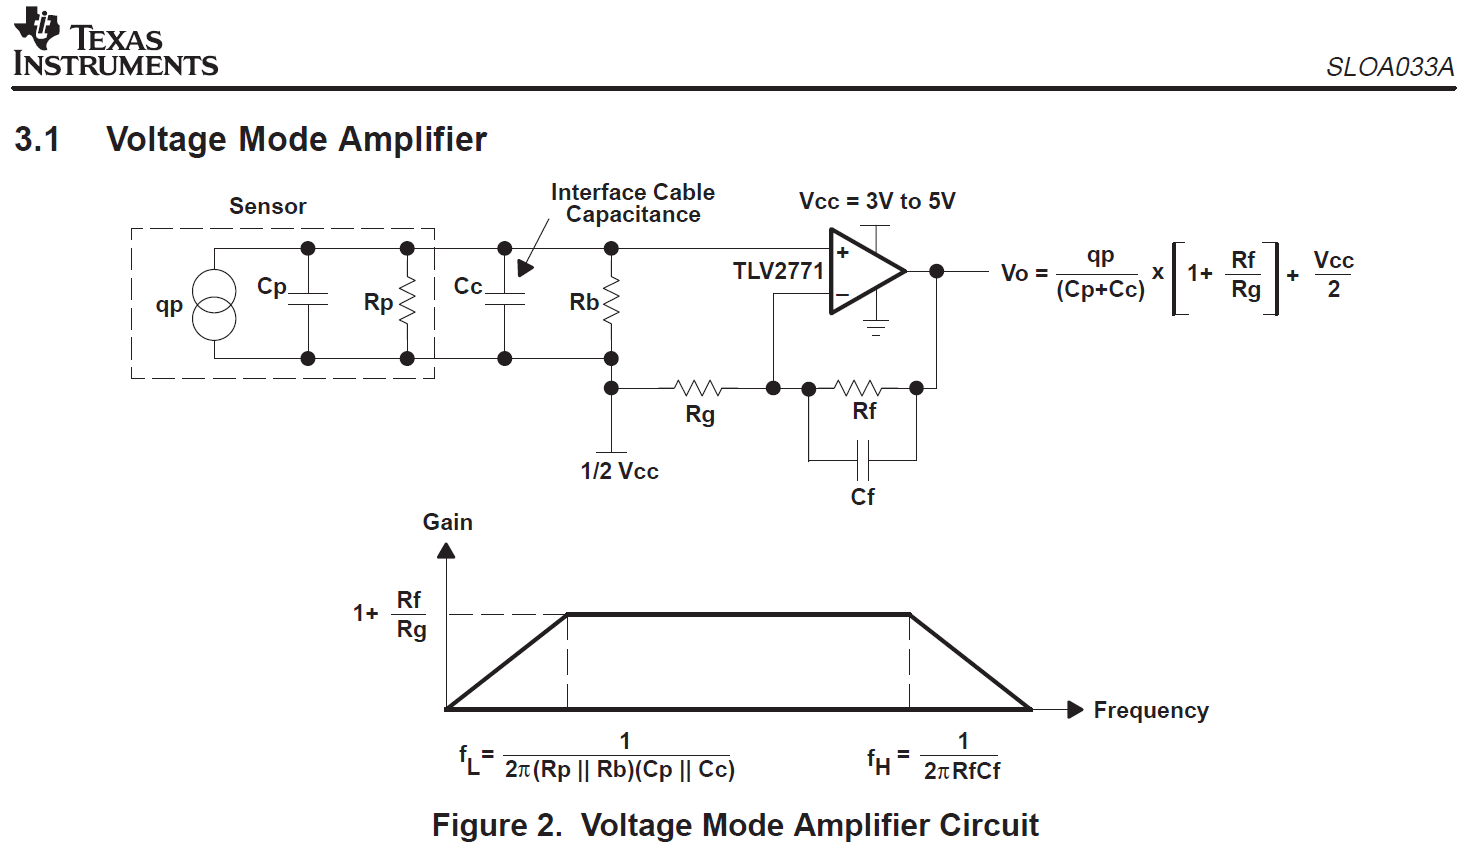 TEXAS
INSTRUMENTS
SLOA033A
3.1 Voltage Mode Amplifier
Sensor
Interface Cable
Capacitance
Vcc = 3V to 5V
qp
Cp
Rp
Cc
Rb
TLV2771
+
–
Vo = qp/(Cp+Cc) x [1+ Rf/Rg] + Vcc/2
Rg
Rf
Cf
1/2 Vcc
Gain
1+ Rf/Rg
Frequency
fL = 1/2π(Rp || Rb)(Cp || Cc)
fH = 1/2πRfCf
Figure 2. Voltage Mode Amplifier Circuit